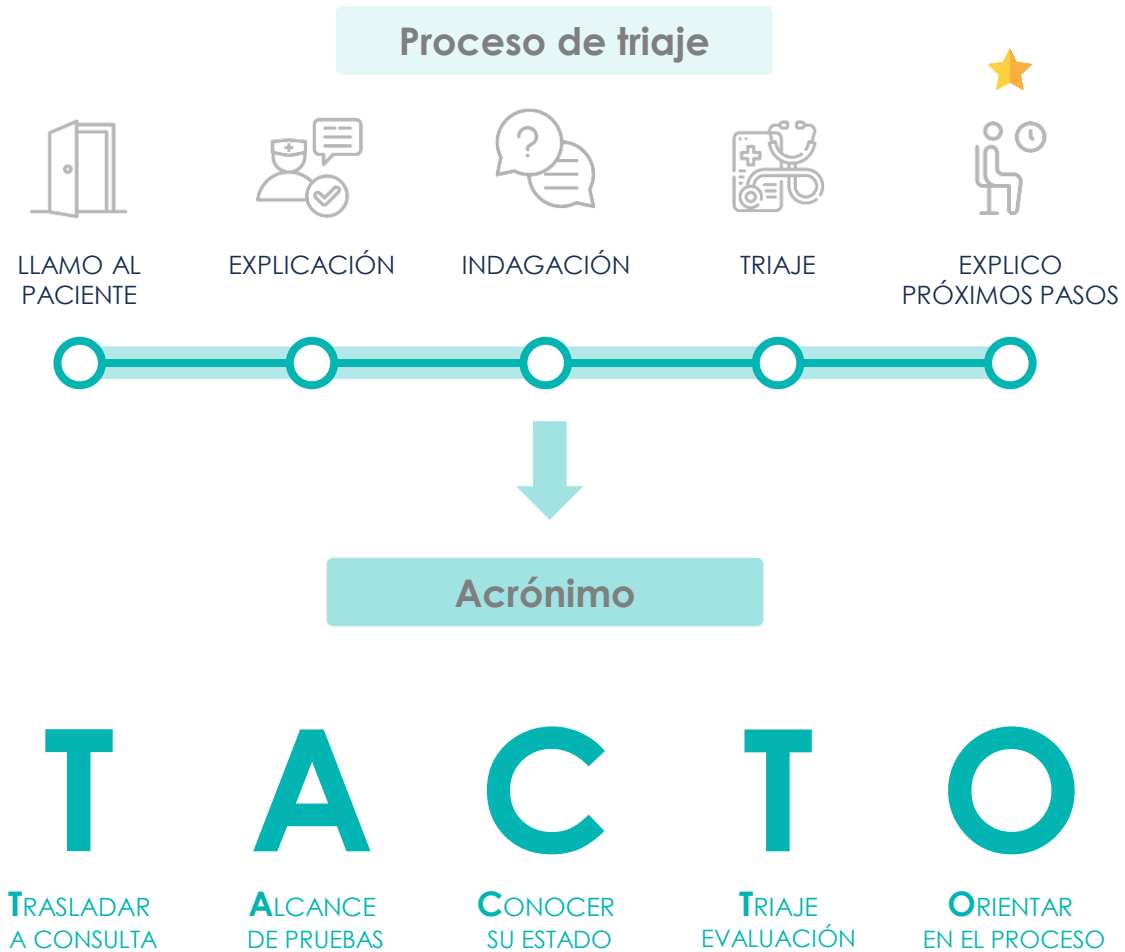 Proceso de triaje
?
LLAMO AL
PACIENTE
EXPLICACIÓN
INDAGACIÓN
TRIAJE
EXPLICO
PRÓXIMOS PASOS
Acrónimo
T A C T O
TRASLADAR
A CONSULTA
ALCANCE
DE PRUEBAS
CONOCER
SU ESTADO
TRIAJE
EVALUACIÓN
ORIENTAR
EN EL PROCESO